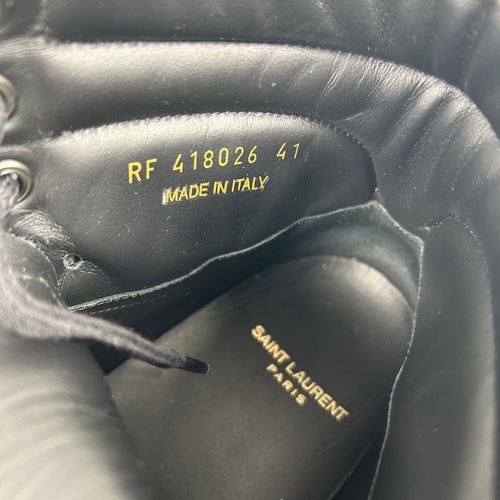 RF 418026 41
MADE IN ITALY
SAINT LAURENT
PARIS